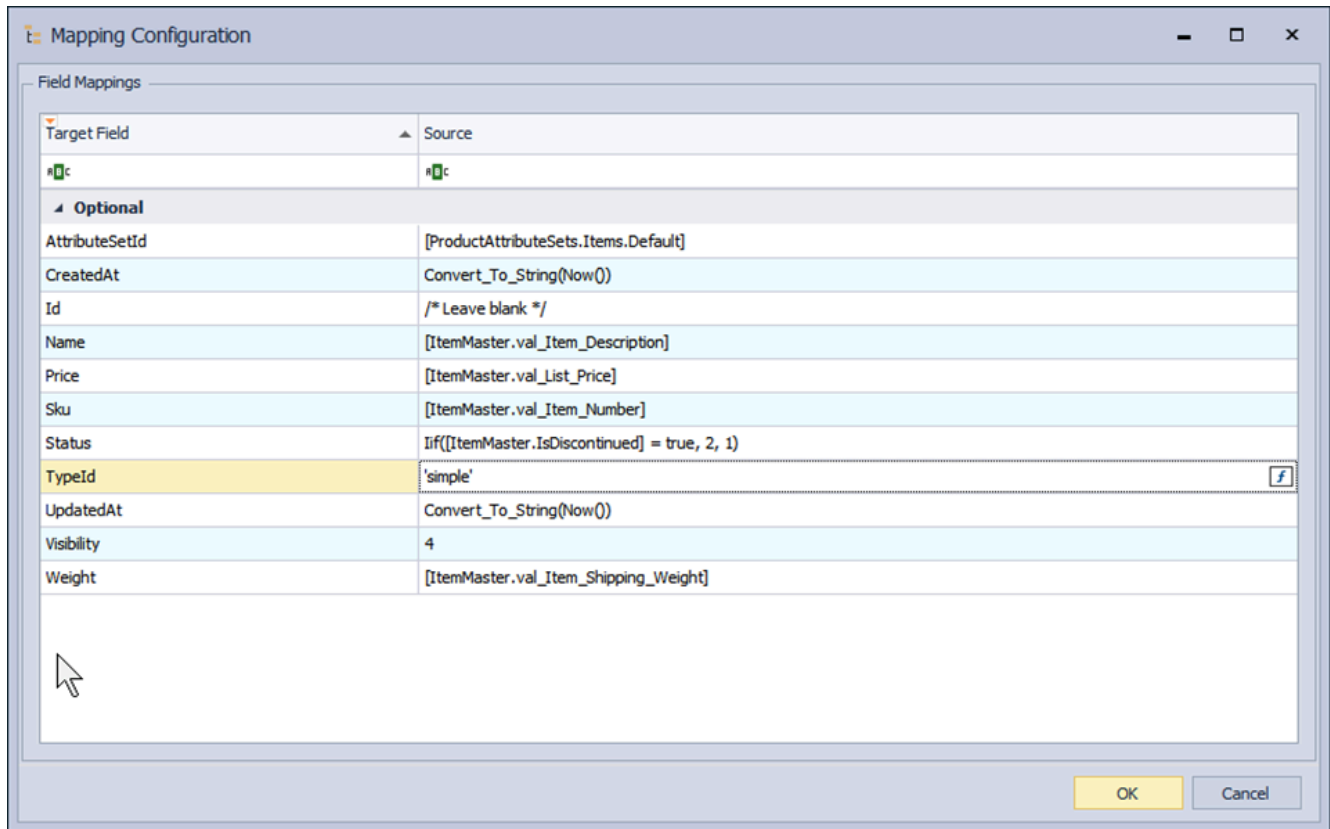 Mapping Configuration
Field Mappings
Target Field Source
ABC ABC
Optional
AttributeSetId [ProductAttributeSets.Items.Default]
CreatedAt Convert_To_String(Now())
Id /* Leave blank */
Name [ItemMaster.val_Item_Description]
Price [ItemMaster.val_List_Price]
Sku [ItemMaster.val_Item_Number]
Status Iif([ItemMaster.IsDiscontinued] = true, 2, 1)
TypeId 'simple' f
UpdatedAt Convert_To_String(Now())
Visibility 4
Weight [ItemMaster.val_Item_Shipping_Weight]
OK Cancel